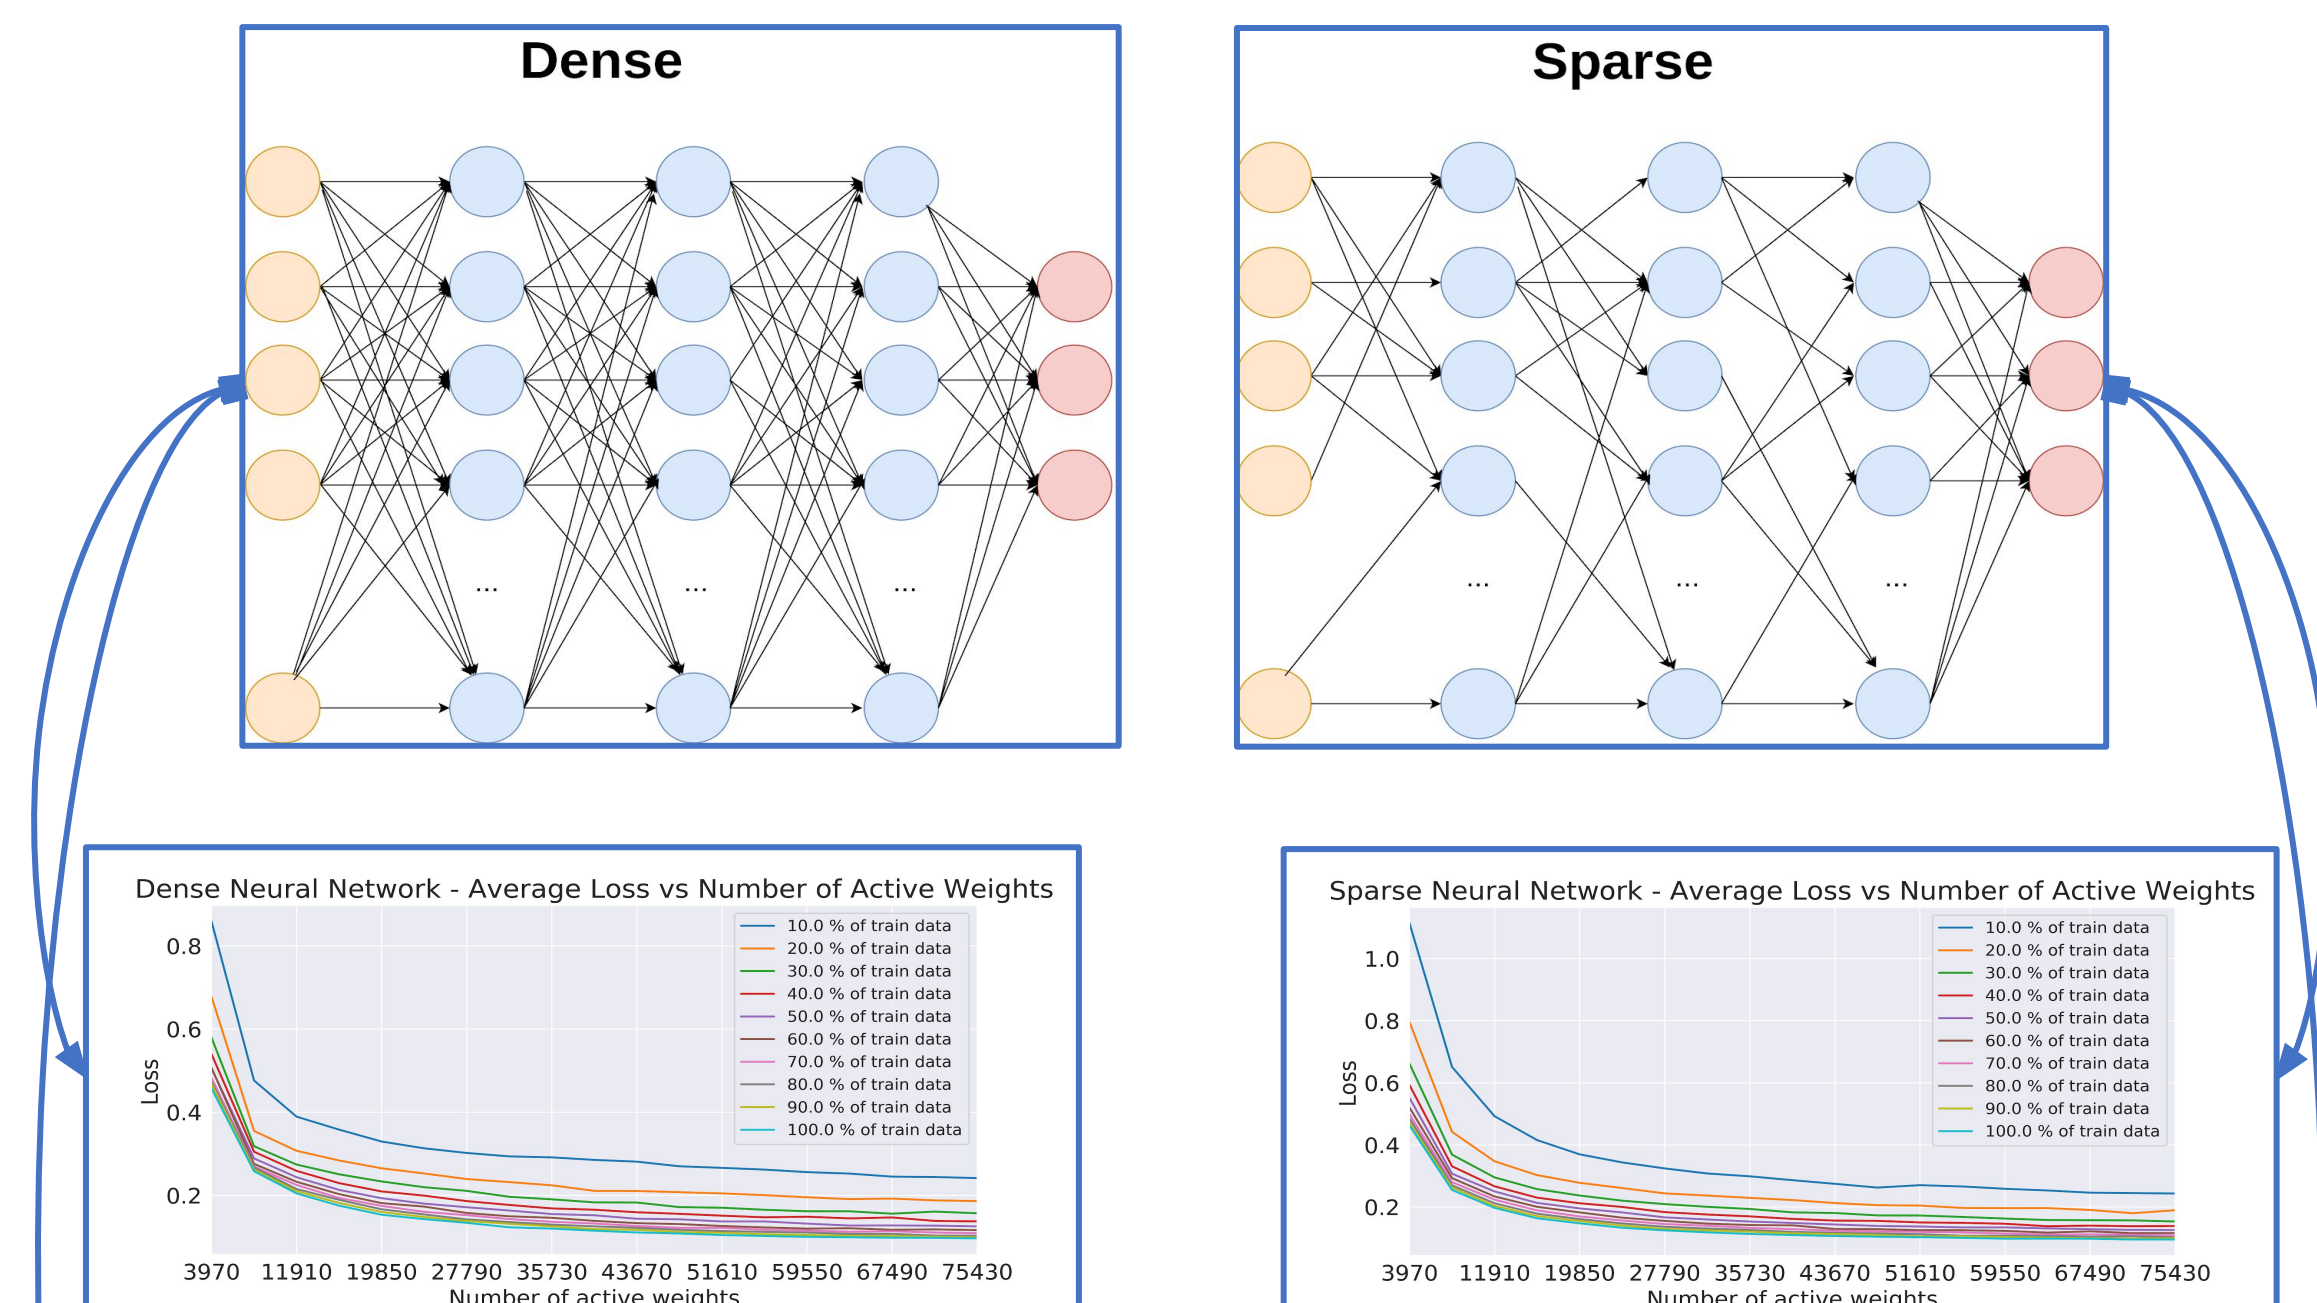 Dense
Sparse
...
...
...
...
...
...
Dense Neural Network - Average Loss vs Number of Active Weights
0.8
0.6
0.4
0.2
Loss
10.0 % of train data
20.0 % of train data
30.0 % of train data
40.0 % of train data
50.0 % of train data
60.0 % of train data
70.0 % of train data
80.0 % of train data
90.0 % of train data
100.0 % of train data
3970 11910 19850 27790 35730 43670 51610 59550 67490 75430
Number of active weights
Sparse Neural Network - Average Loss vs Number of Active Weights
1.0
0.8
0.6
0.4
0.2
Loss
10.0 % of train data
20.0 % of train data
30.0 % of train data
40.0 % of train data
50.0 % of train data
60.0 % of train data
70.0 % of train data
80.0 % of train data
90.0 % of train data
100.0 % of train data
3970 11910 19850 27790 35730 43670 51610 59550 67490 75430
Number of active weights